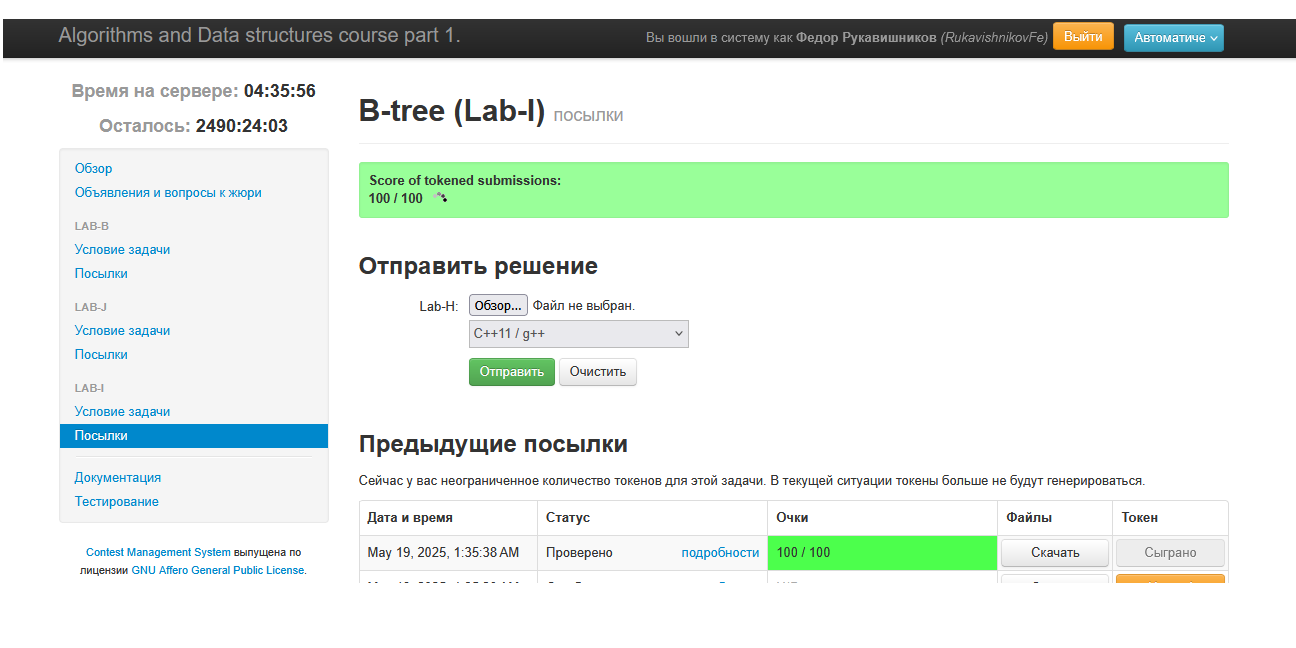 Algorithms and Data structures course part 1.
Вы вошли в систему как Федор Рукавишников (RukavishnikovFe)
Выйти
Автоматиче
Время на сервере: 04:35:56
Осталось: 2490:24:03
Обзор
Объявления и вопросы к жюри
LAB-B
Условие задачи
Посылки
LAB-J
Условие задачи
Посылки
LAB-I
Условие задачи
Посылки
Документация
Тестирование
Contest Management System выпущена по
лицензии GNU Affero General Public License.
B-tree (Lab-I) посылки
Score of tokened submissions:
100 / 100
Отправить решение
Lab-H: Обзор... Файл не выбран.
C++11 / g++
Отправить Очистить
Предыдущие посылки
Сейчас у вас неограниченное количество токенов для этой задачи. В текущей ситуации токены больше не будут генерироваться.
Дата и время Статус Очки Файлы Токен
May 19, 2025, 1:35:38 AM Проверено подробности 100 / 100 Скачать Сыграно